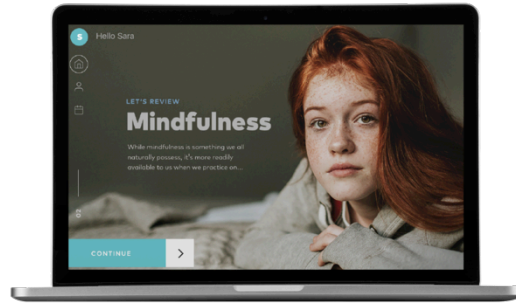 S Hello Sara
LET'S REVIEW
Mindfulness
While mindfulness is something we all
naturally possess, it's more readily
available to us when we practice on...
02
CONTINUE